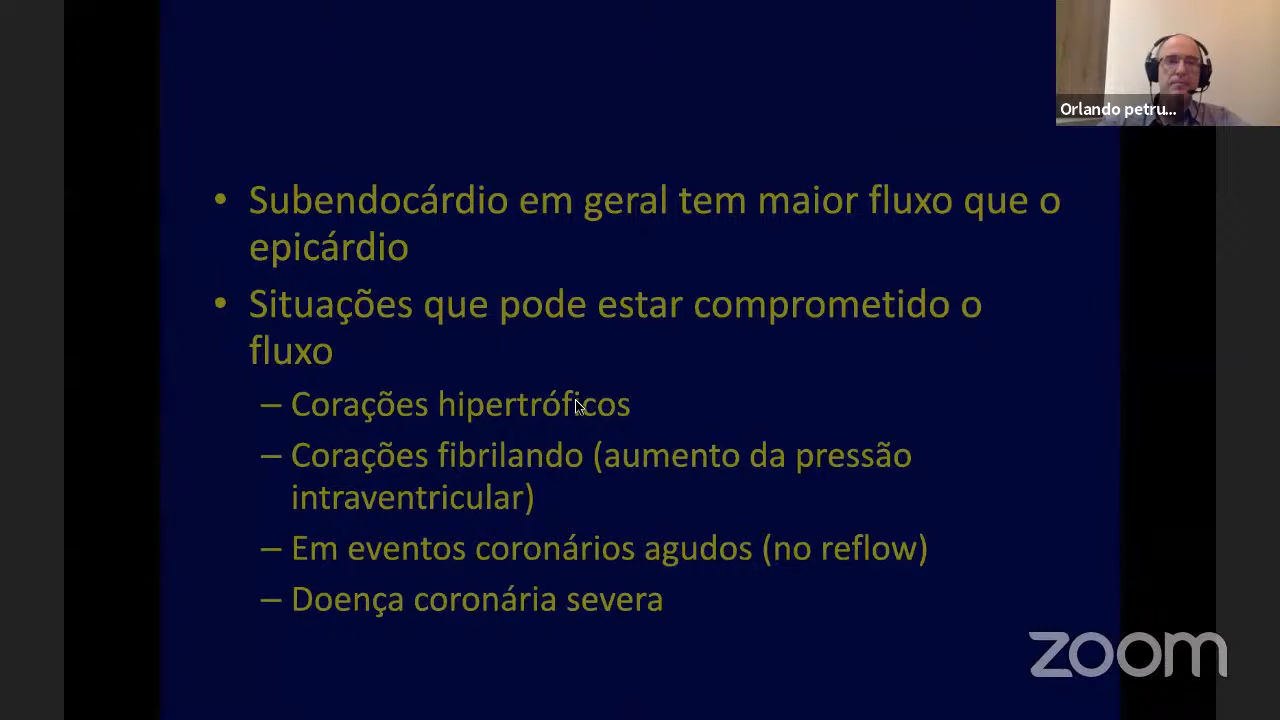 Orlando petru...
• Subendocárdio em geral tem maior fluxo que o
epicárdio
• Situações que pode estar comprometido o
fluxo
– Corações hipertróficos
– Corações fibrilando (aumento da pressão
intraventricular)
– Em eventos coronários agudos (no reflow)
– Doença coronária severa
zoom